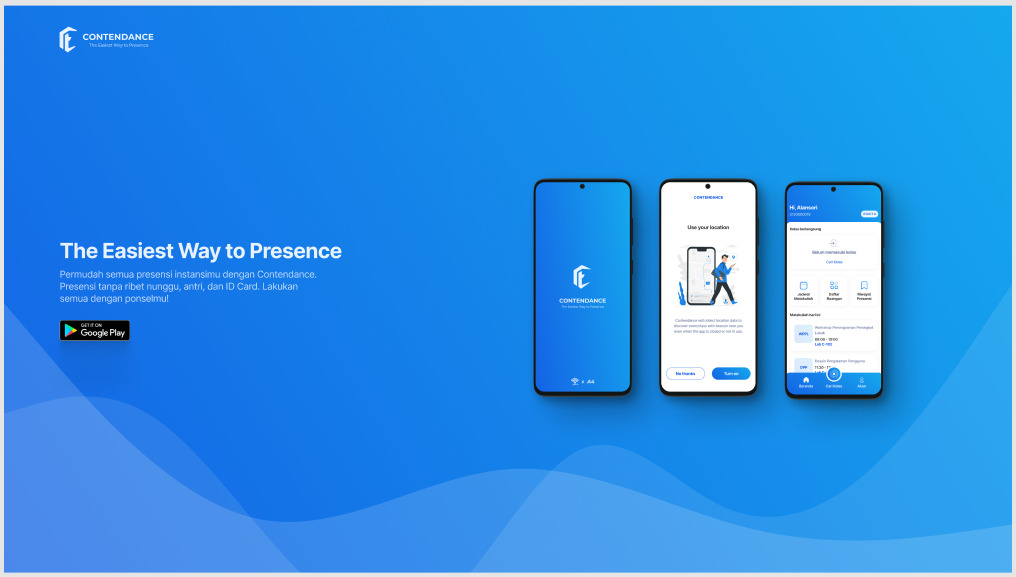 CONTENDANCE
The Easiest Way to Presence
The Easiest Way to Presence
Permudah semua presensi instansimu dengan Contendance.
Presensi tanpa ribet nunggu, antri, dan ID Card. Lakukan
semua dengan ponselmu!
GET IT ON
Google Play
CONTENDANCE
The Easiest Way to Presence
x A4
CONTENDANCE
Use your location
Contendance will collect location data to
discover contendance with beacon near you
even when the app is closed or not in use.
No thanks
Turn on
Hi, Alansori
Kelas berlangsung
Belum memasuki kelas
Cari Kelas
Jadwal
Matakuliah
Daftar
Ruangan
Riwayat
Presensi
Matakuliah hari ini
WPPL
Workshop Pemrograman Perangkat
Lunak
08:00 - 10:00
Lab C-102
DPP
Desain Pengalaman Pengguna
11:30 - 1
Beranda
Cari Kelas
Akun